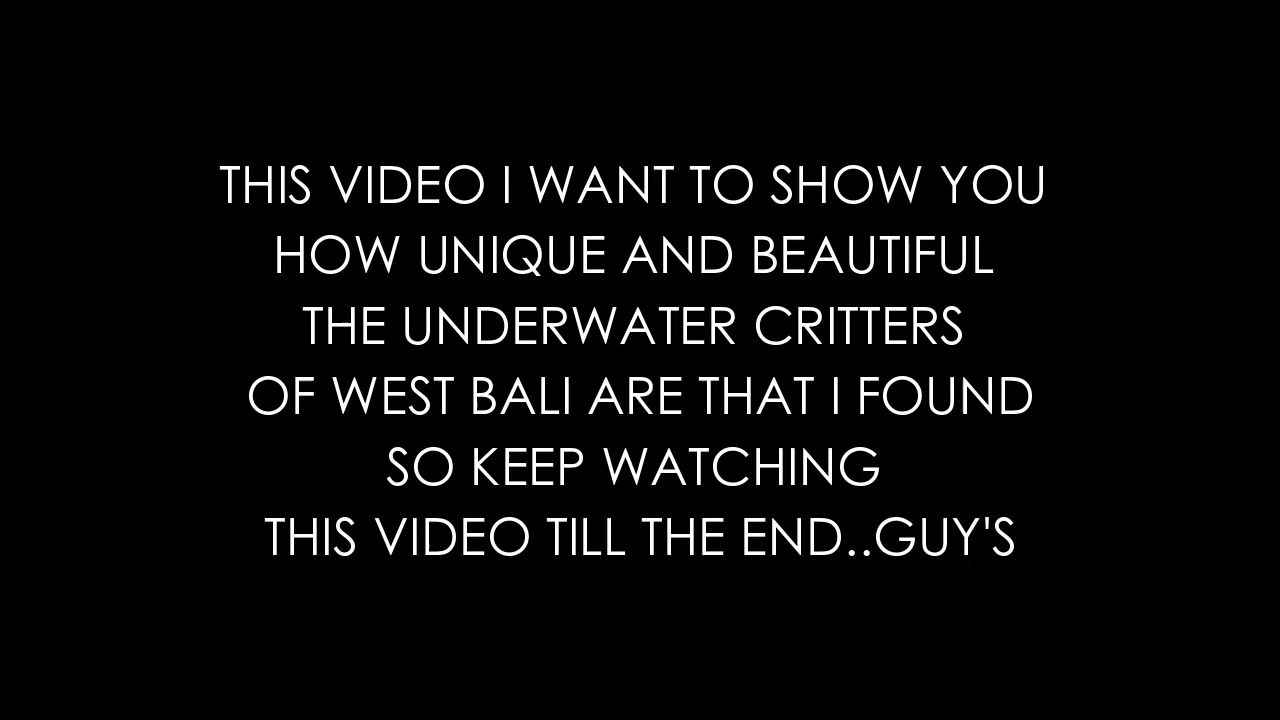 THIS VIDEO I WANT TO SHOW YOU
HOW UNIQUE AND BEAUTIFUL
THE UNDERWATER CRITTERS
OF WEST BALI ARE THAT I FOUND
SO KEEP WATCHING
THIS VIDEO TILL THE END..GUY'S